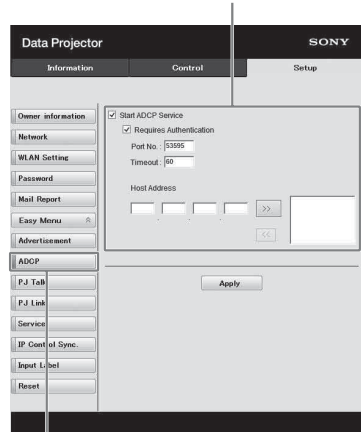 Data Projector
SONY
Information
Control
Setup
Owner information
Network
WLAN Setting
Password
Mail Report
Easy Menu
Advertisement
ADCP
PJ Talk
PJ Link
Service
IP Control Sync.
Input Label
Reset
Start ADCP Service
Requires Authentication
Port No. : 53595
Timeout : 60
Host Address
. . .
>>
<<
Apply